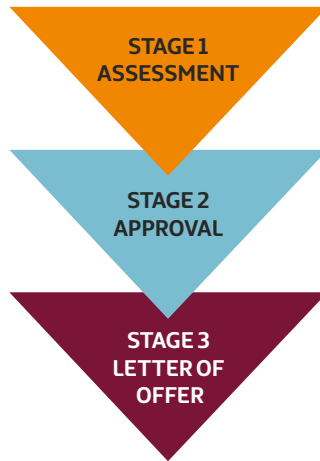 STAGE 1
ASSESSMENT
STAGE 2
APPROVAL
STAGE 3
LETTER OF
OFFER